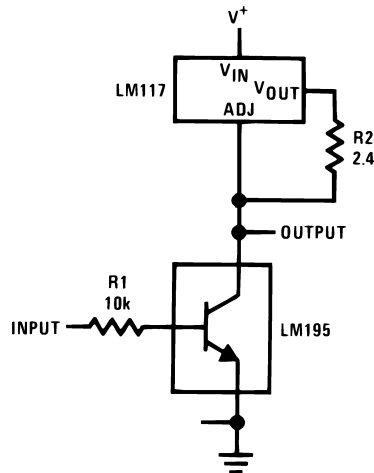 V+
LM117
VIN
VOUT
ADJ
R2
2.4
OUTPUT
R1
10k
INPUT
LM195